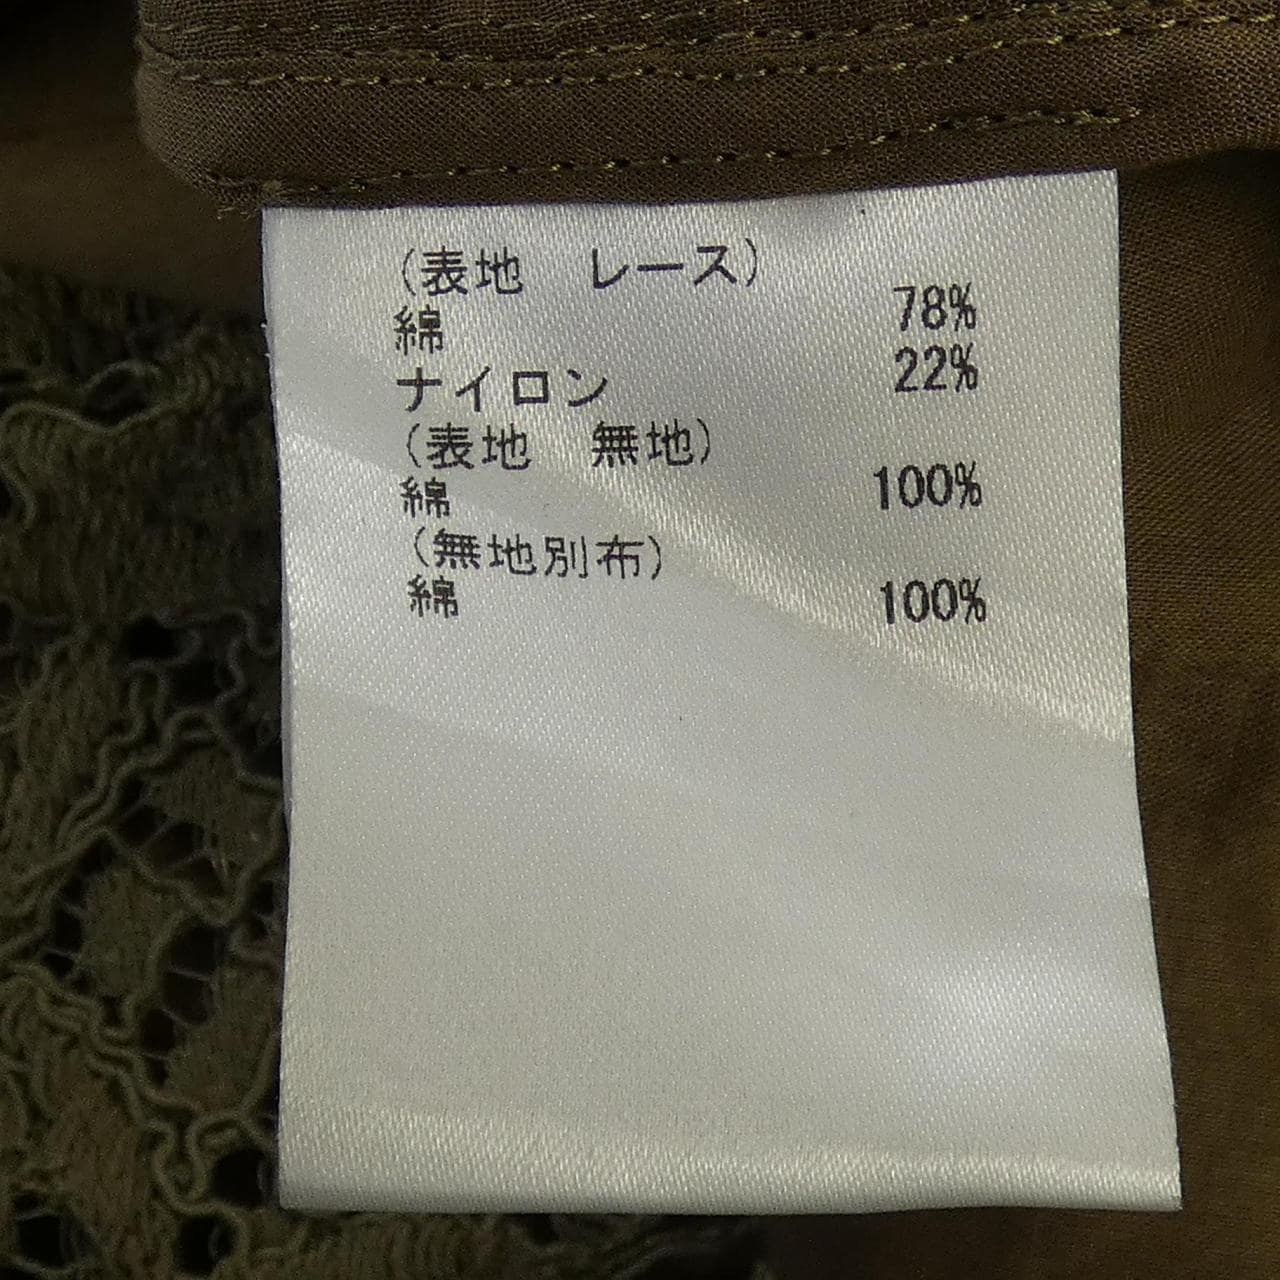 (表地　レース)
綿 78%
ナイロン 22%
(表地　無地)
綿 100%
(無地別布)
綿 100%